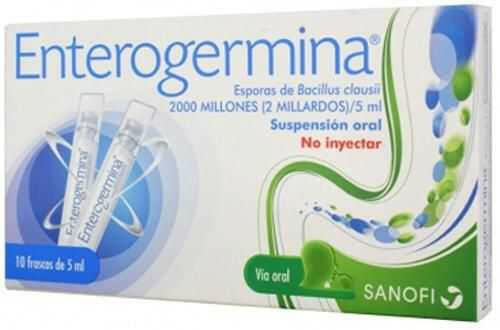 Enterogermina®
Esporas de Bacillus clausii
2000 MILLONES (2 MILLARDOS)/5 ml
Suspensión oral
No inyectar
Enterogermina®
Enterogermina®
10 frascos de 5 ml
Vía oral
SANOFI